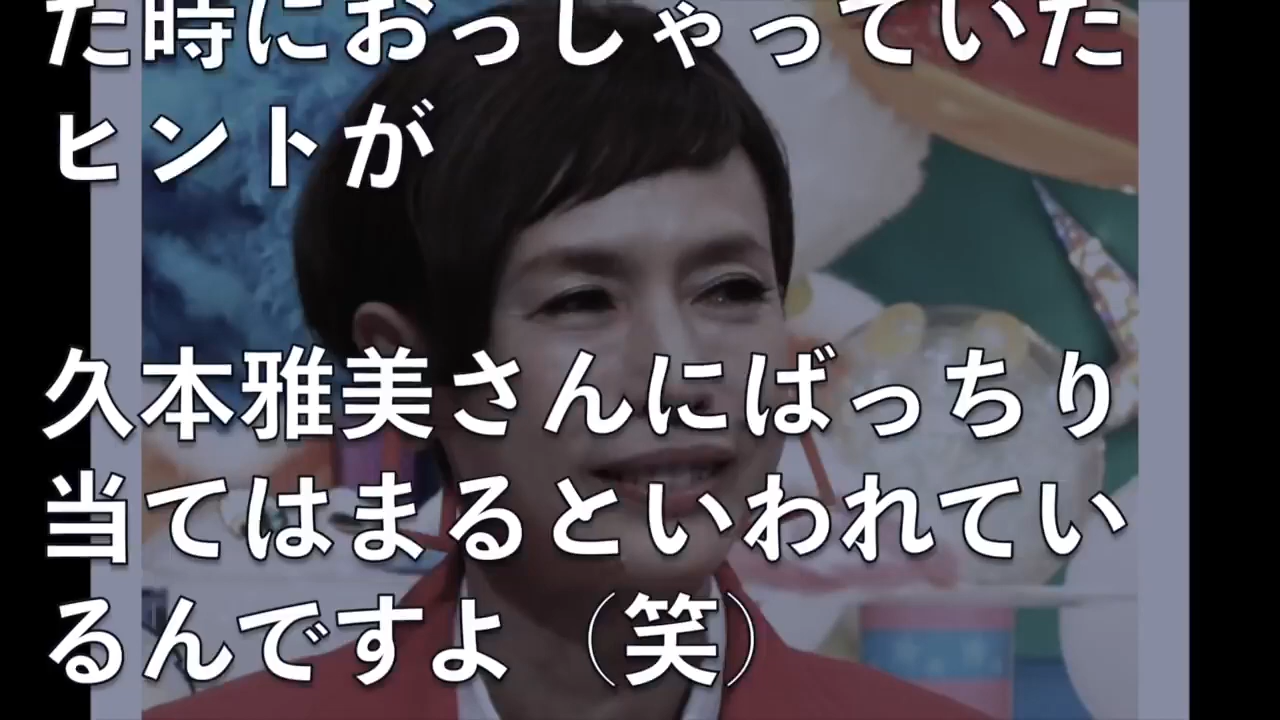 た時におっしゃっていた
ヒントが
久本雅美さんにばっちり
当てはまるといわれてい
るんですよ（笑）